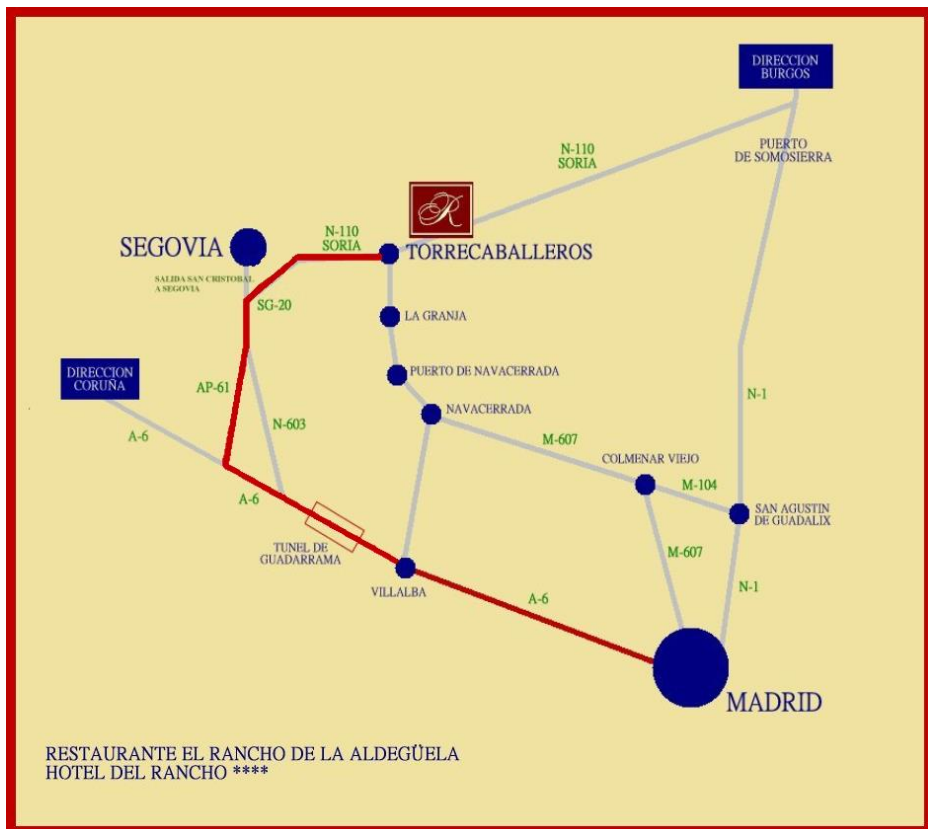 DIRECCION
BURGOS
N-110
SORIA
PUERTO
DE SOMOSIERRA
R
N-110
SORIA
SEGOVIA
TORRECABALLEROS
SALIDA SAN CRISTOBAL
A SEGOVIA
SG-20
LA GRANJA
DIRECCION
CORUÑA
AP-61
PUERTO DE NAVACERRADA
N-1
NAVACERRADA
N-603
A-6
M-607
COLMENAR VIEJO
M-104
A-6
SAN AGUSTIN
DE GUADALIX
TUNEL DE
GUADARRAMA
M-607
VILLALBA
N-1
A-6
MADRID
RESTAURANTE EL RANCHO DE LA ALDEGÜELA
HOTEL DEL RANCHO ****